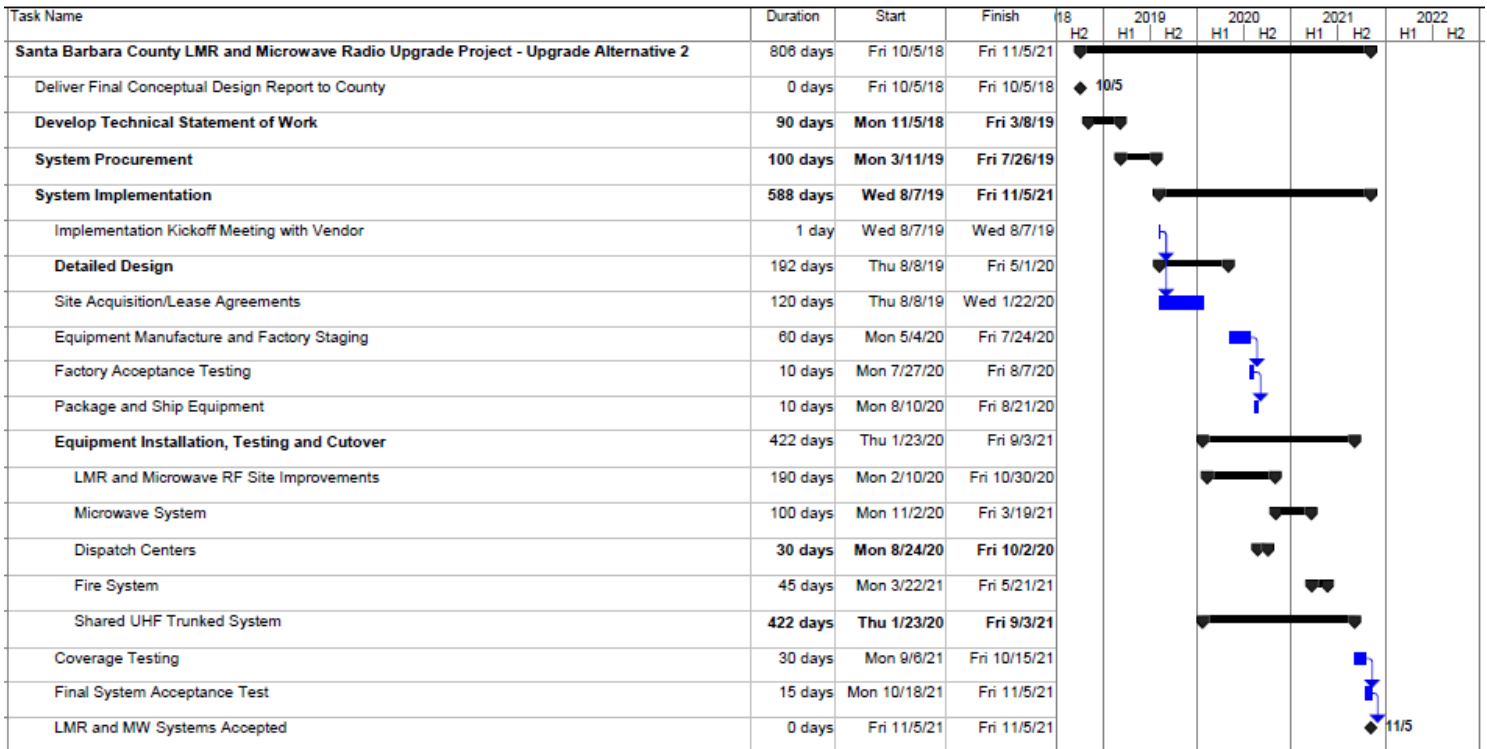 Task Name Duration Start Finish 18 2019 2020 2021 2022
H2 H1 H2 H1 H2 H1 H2 H1 H2
Santa Barbara County LMR and Microwave Radio Upgrade Project - Upgrade Alternative 2 806 days Fri 10/5/18 Fri 11/5/21
Deliver Final Conceptual Design Report to County 0 days Fri 10/5/18 Fri 10/5/18 10/5
Develop Technical Statement of Work 90 days Mon 11/5/18 Fri 3/8/19
System Procurement 100 days Mon 3/11/19 Fri 7/26/19
System Implementation 588 days Wed 8/7/19 Fri 11/5/21
Implementation Kickoff Meeting with Vendor 1 day Wed 8/7/19 Wed 8/7/19
Detailed Design 192 days Thu 8/8/19 Fri 5/1/20
Site Acquisition/Lease Agreements 120 days Thu 8/8/19 Wed 1/22/20
Equipment Manufacture and Factory Staging 60 days Mon 5/4/20 Fri 7/24/20
Factory Acceptance Testing 10 days Mon 7/27/20 Fri 8/7/20
Package and Ship Equipment 10 days Mon 8/10/20 Fri 8/21/20
Equipment Installation, Testing and Cutover 422 days Thu 1/23/20 Fri 9/3/21
LMR and Microwave RF Site Improvements 190 days Mon 2/10/20 Fri 10/30/20
Microwave System 100 days Mon 11/2/20 Fri 3/19/21
Dispatch Centers 30 days Mon 8/24/20 Fri 10/2/20
Fire System 45 days Mon 3/22/21 Fri 5/21/21
Shared UHF Trunked System 422 days Thu 1/23/20 Fri 9/3/21
Coverage Testing 30 days Mon 9/6/21 Fri 10/15/21
Final System Acceptance Test 15 days Mon 10/18/21 Fri 11/5/21
LMR and MW Systems Accepted 0 days Fri 11/5/21 Fri 11/5/21 11/5